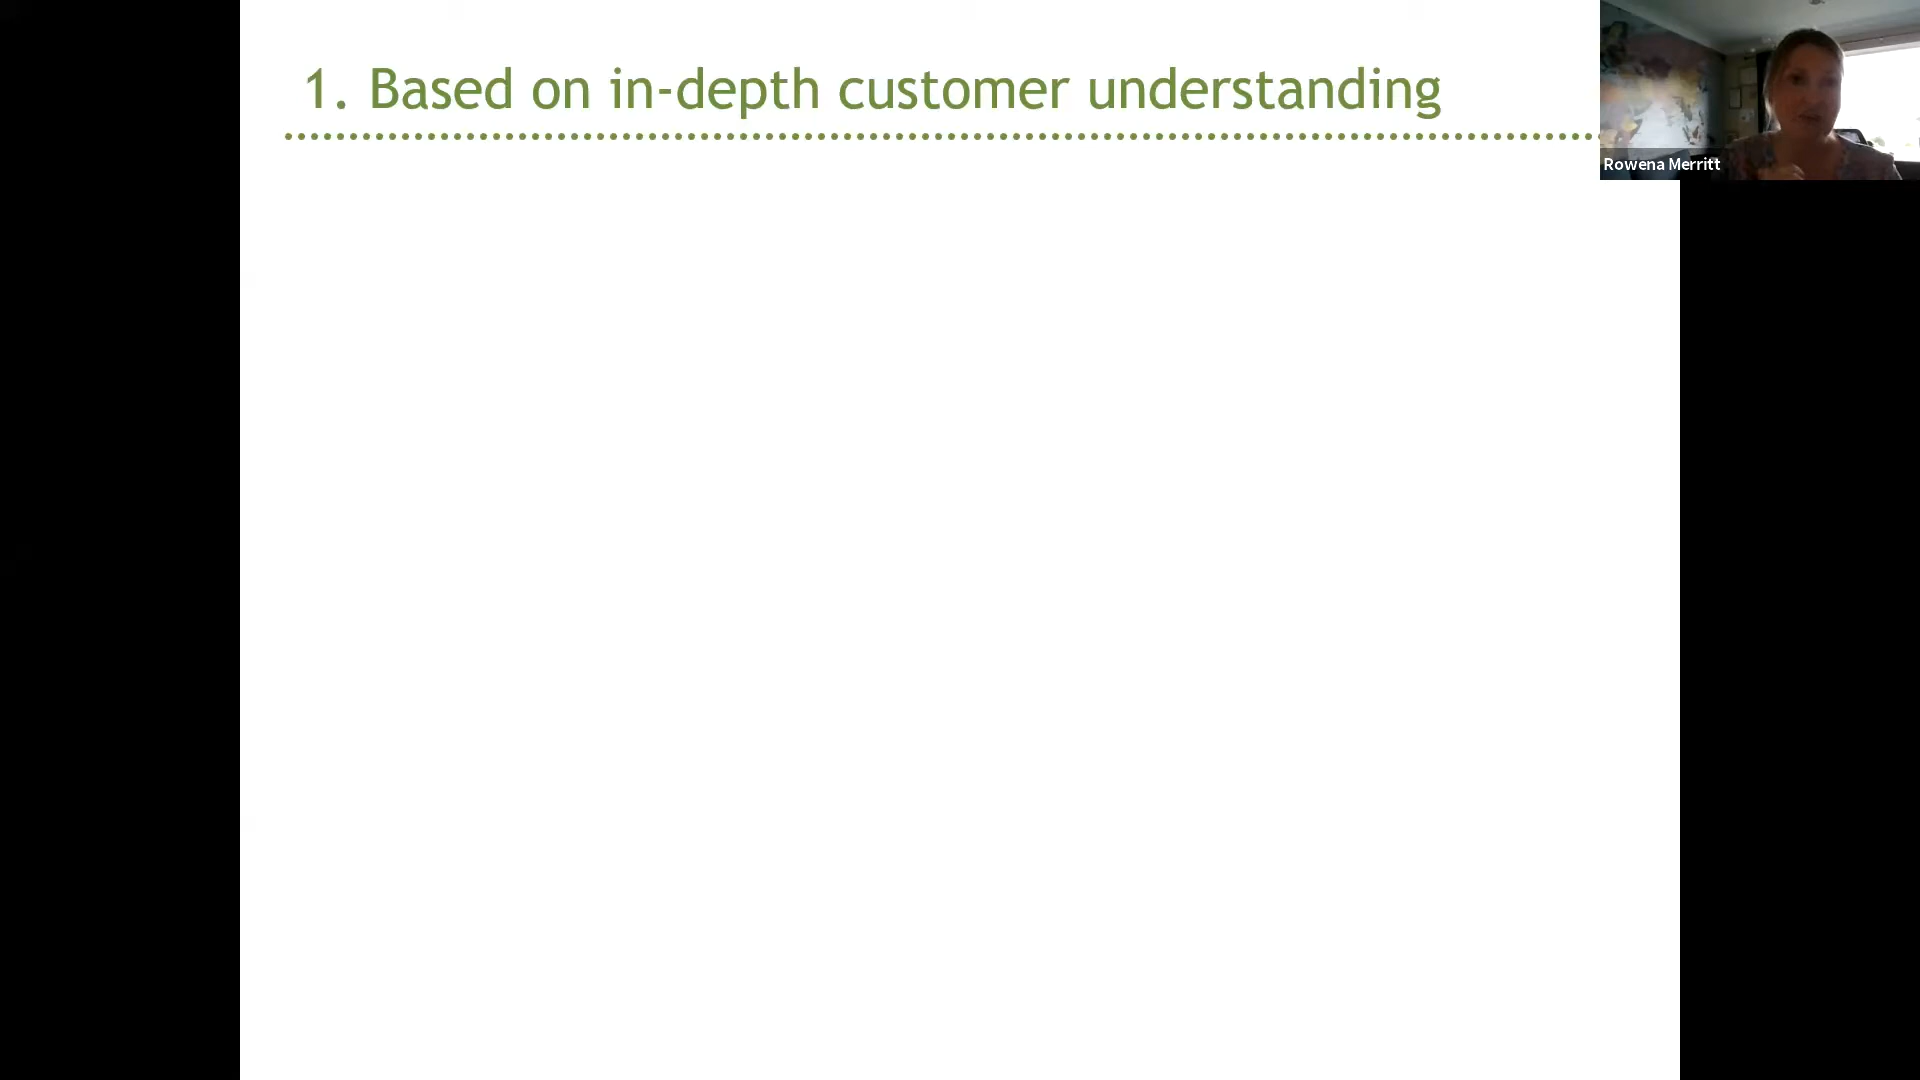 1. Based on in-depth customer understanding
Rowena Merritt